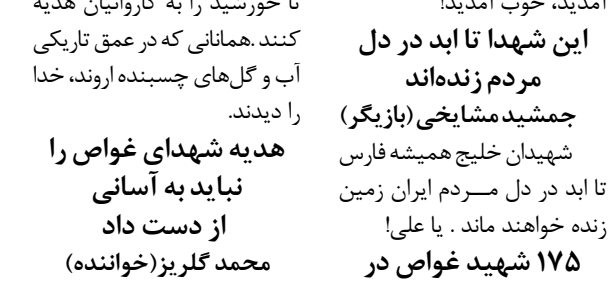 آمدید، خوب آمدید!
این شهدا تا ابد در دل
مردم زنده‌اند
جمشید مشایخی (بازیگر)
شهیدان خلیج همیشه فارس
تا ابد در دل مـــردم ایران زمین
زنده خواهند ماند . یا علی!
۱۷۵ شهید غواص در
تا خورشید را به کاروانیان هدیه
کنند .همانانی که در عمق تاریکی
آب و گل‌های چسبنده اروند، خدا
را دیدند.
هدیه شهدای غواص را
نباید به آسانی
از دست داد
محمد گلریز(خواننده)